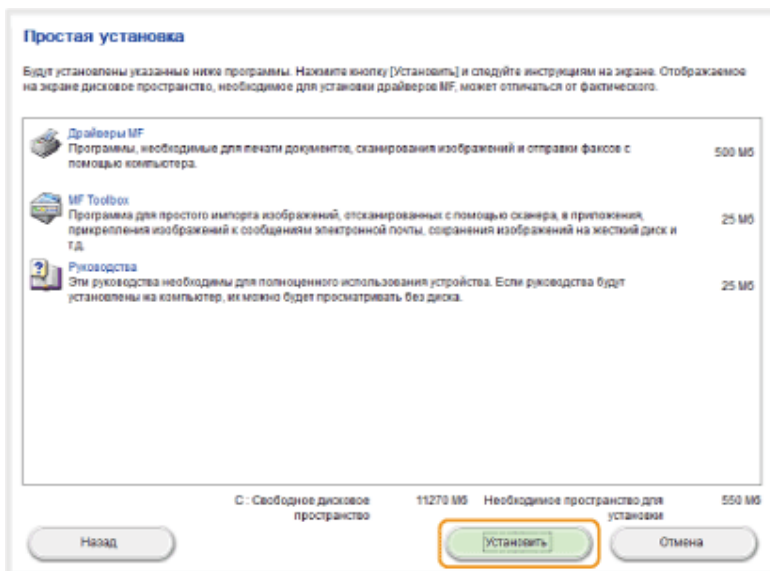 Простая установка
Будут установлены указанные ниже программы. Нажмите кнопку [Установить] и следуйте инструкциям на экране. Отображаемое
на экране дисковое пространство, необходимое для установки драйверов MF, может отличаться от фактического.
Драйверы MF
Программы, необходимые для печати документов, сканирования изображений и отправки факсов с
помощью компьютера.
500 Мб
MF Toolbox
Программа для простого импорта изображений, отсканированных с помощью сканера, в приложения,
прикрепления изображений к сообщениям электронной почты, сохранения изображений на жесткий диск и
т.д.
25 Мб
Руководства
Эти руководства необходимы для полноценного использования устройства. Если руководства будут
установлены на компьютер, их можно будет просматривать без диска.
25 Мб
C : Свободное дисковое
пространство
11270 Мб
Необходимое пространство для
установки
550 Мб
Назад
Установить
Отмена